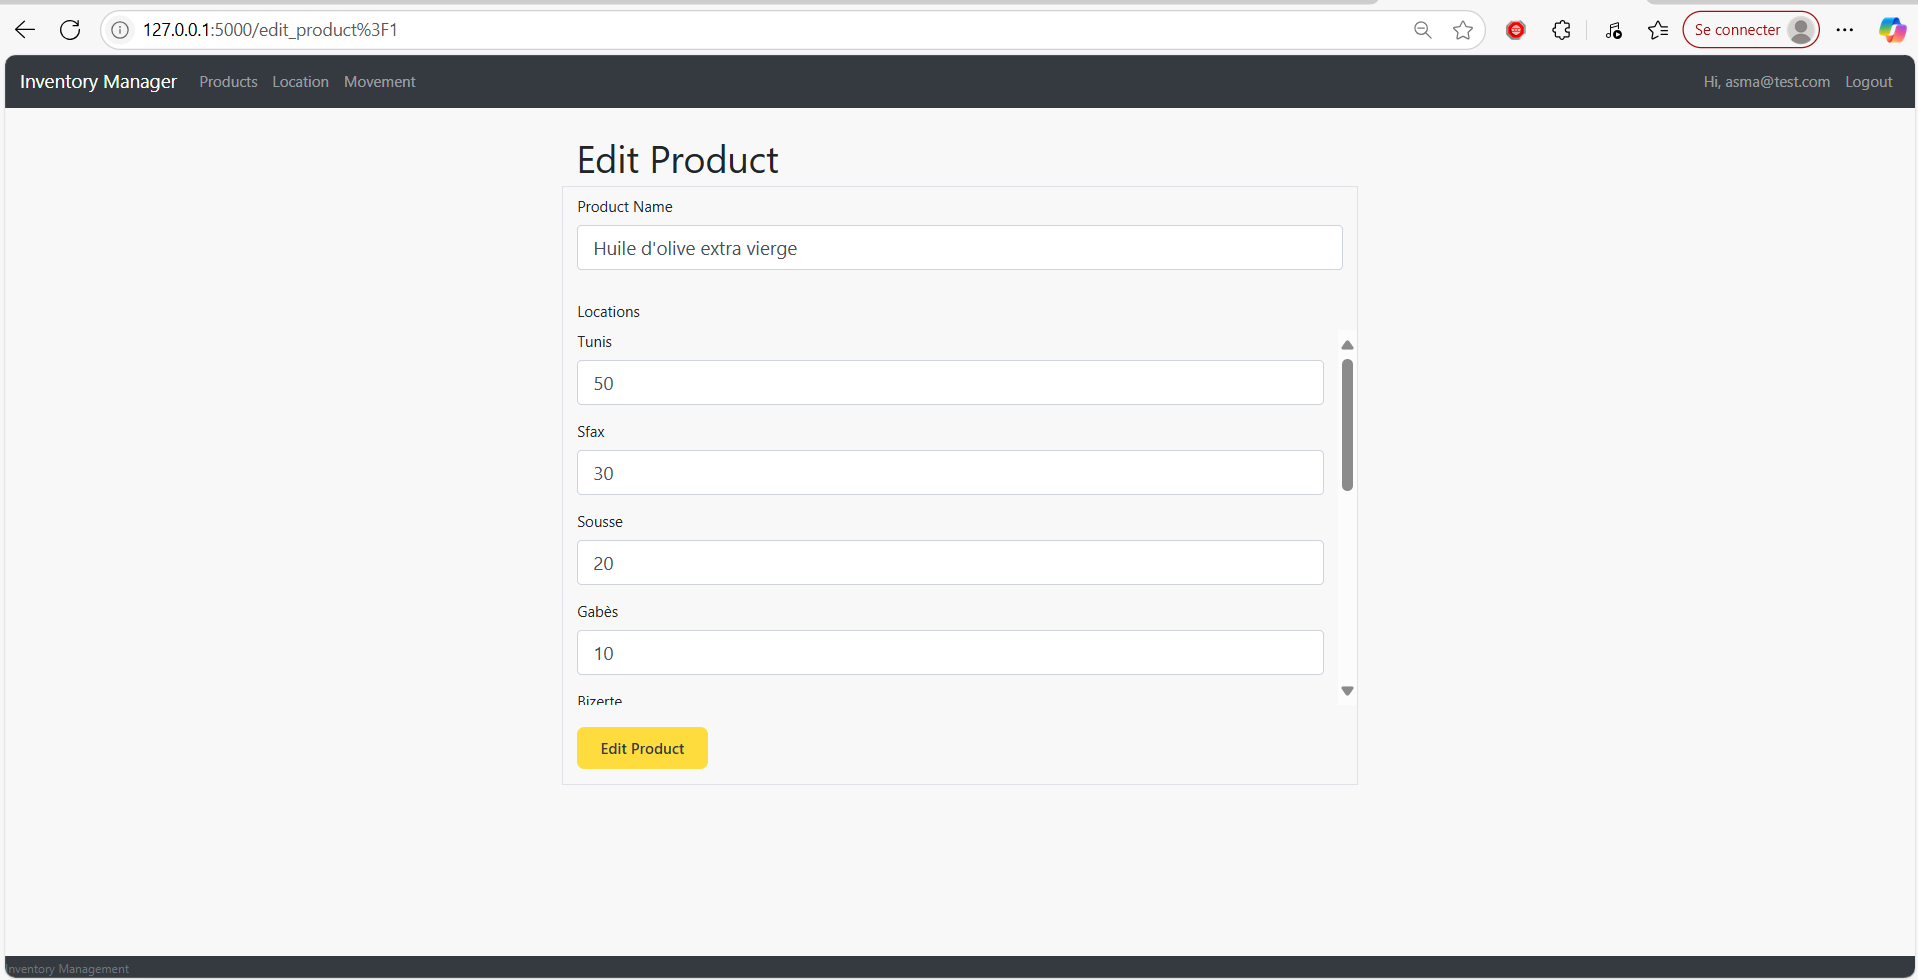 127.0.0.1:5000/edit_product%3F1
Se connecter
Inventory Manager Products Location Movement Hi, asma@test.com Logout
Edit Product
Product Name
Huile d'olive extra vierge
Locations
Tunis
50
Sfax
30
Sousse
20
Gabès
10
Bizerte
Edit Product
Inventory Management